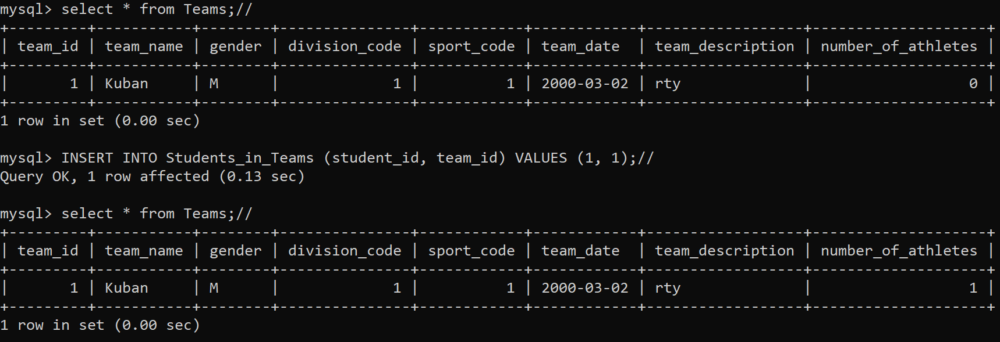 mysql> select * from Teams;//
+---------+-----------+--------+---------------+------------+------------+------------------+--------------------+
| team_id | team_name | gender | division_code | sport_code | team_date  | team_description | number_of_athletes |
+---------+-----------+--------+---------------+------------+------------+------------------+--------------------+
|       1 | Kuban     | M      |             1 |          1 | 2000-03-02 | rty              |                  0 |
+---------+-----------+--------+---------------+------------+------------+------------------+--------------------+
1 row in set (0.00 sec)
mysql> INSERT INTO Students_in_Teams (student_id, team_id) VALUES (1, 1);//
Query OK, 1 row affected (0.13 sec)
mysql> select * from Teams;//
+---------+-----------+--------+---------------+------------+------------+------------------+--------------------+
| team_id | team_name | gender | division_code | sport_code | team_date  | team_description | number_of_athletes |
+---------+-----------+--------+---------------+------------+------------+------------------+--------------------+
|       1 | Kuban     | M      |             1 |          1 | 2000-03-02 | rty              |                  1 |
+---------+-----------+--------+---------------+------------+------------+------------------+--------------------+
1 row in set (0.00 sec)